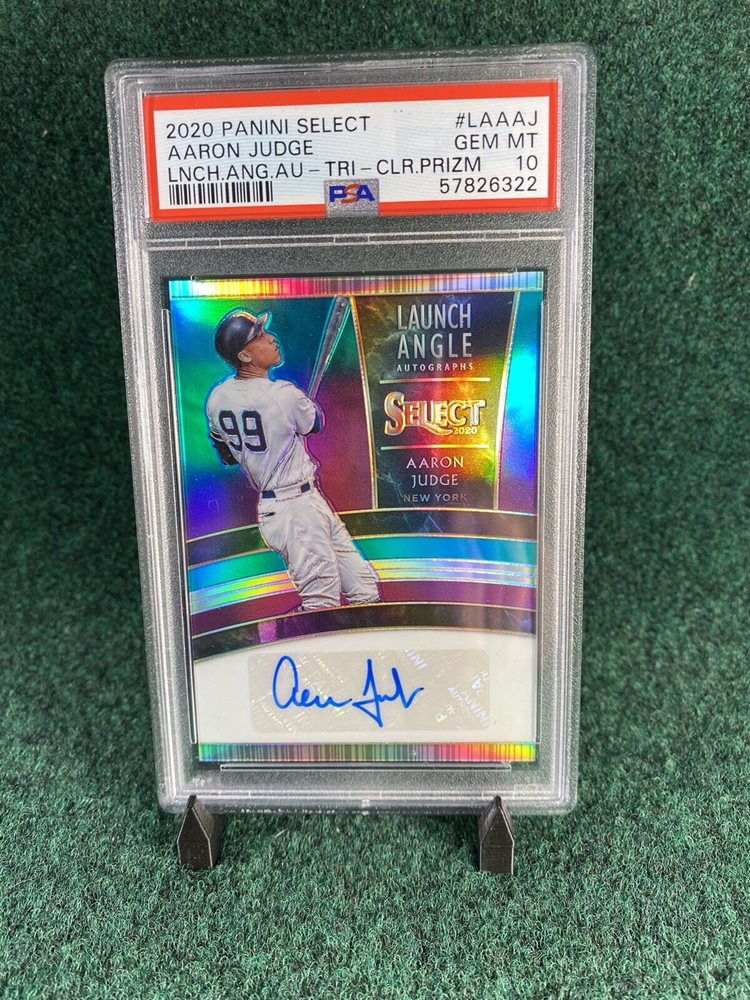 2020 PANINI SELECT #LAAAJ
AARON JUDGE GEM MT
LNCH.ANG.AU-TRI-CLR.PRIZM 10
PSA 57826322
LAUNCH
ANGLE
AUTOGRAPHS
SELECT
2020
AARON
JUDGE
NEW YORK
99